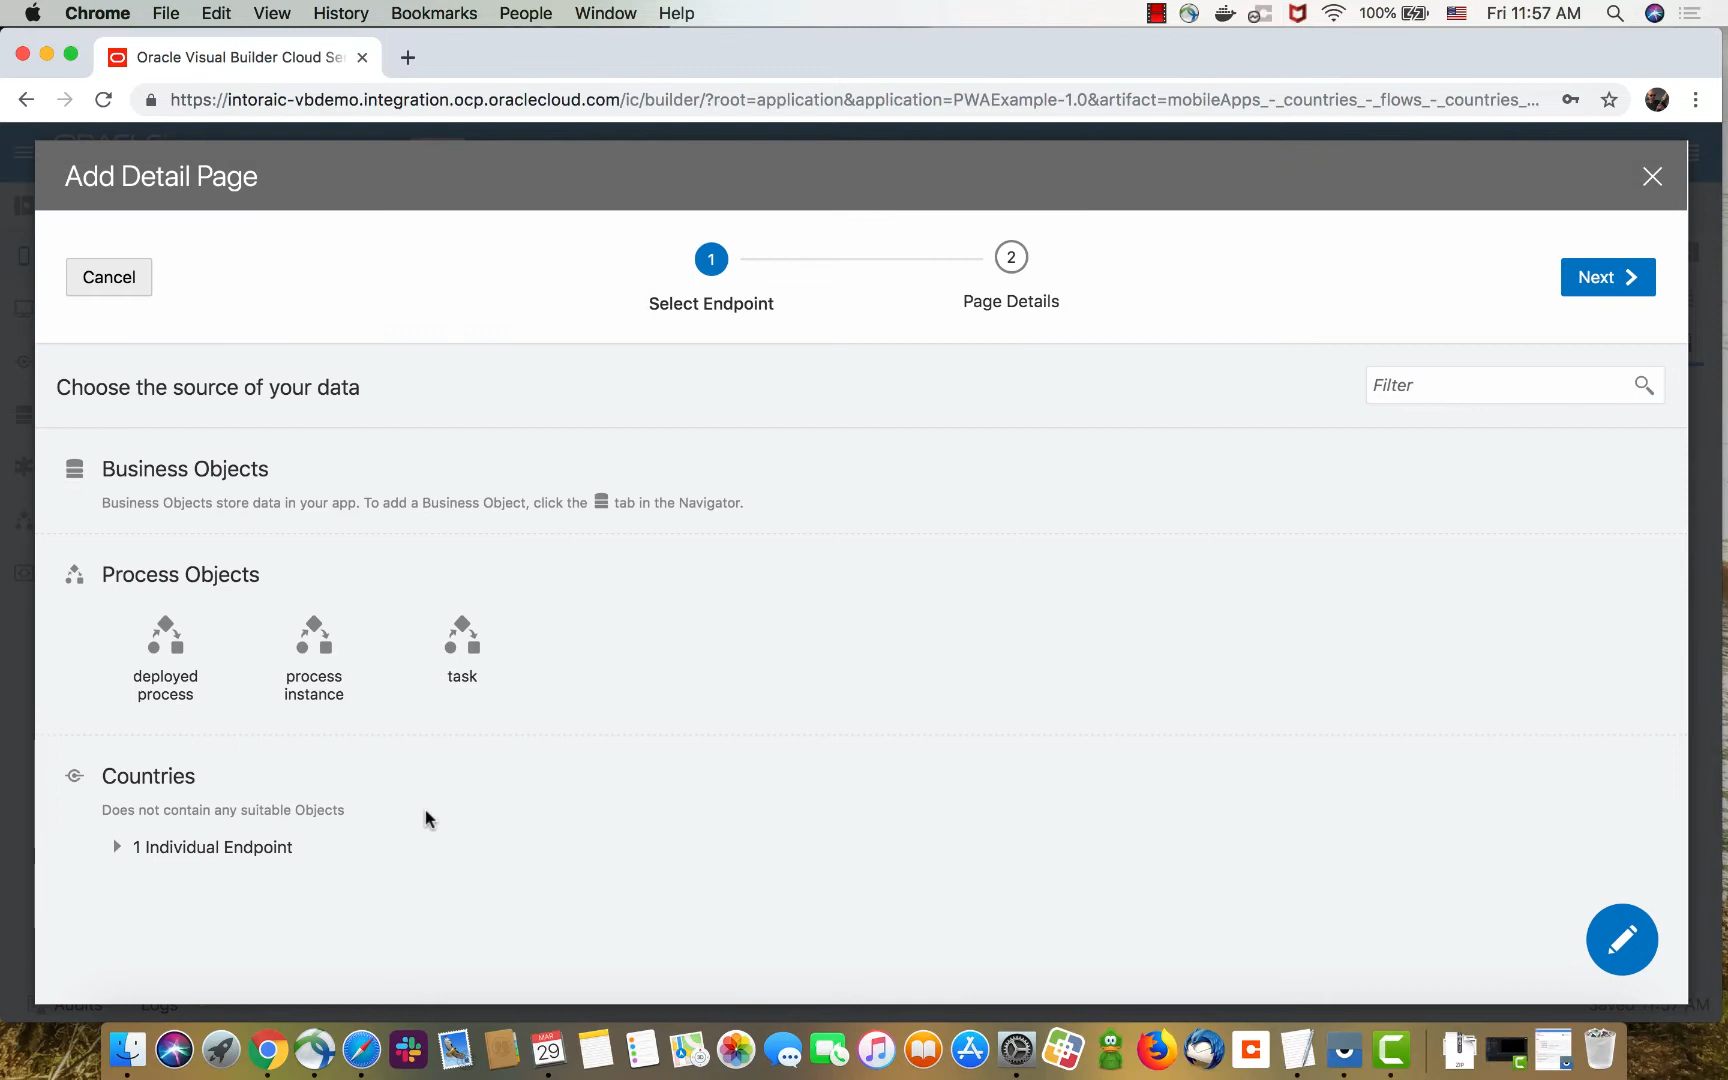 Chrome File Edit View History Bookmarks People Window Help 100% Fri 11:57 AM
Oracle Visual Builder Cloud Se
https://intoraic-vbdemo.integration.ocp.oraclecloud.com/ic/builder/?root=application&application=PWAExample-1.0&artifact=mobileApps_-_countries_-_flows_-_countries_...
Add Detail Page
Cancel
1
2
Next
Select Endpoint
Page Details
Choose the source of your data
Filter
Business Objects
Business Objects store data in your app. To add a Business Object, click the tab in the Navigator.
Process Objects
deployed process
process instance
task
Countries
Does not contain any suitable Objects
1 Individual Endpoint
Audits Logs
MAR
29